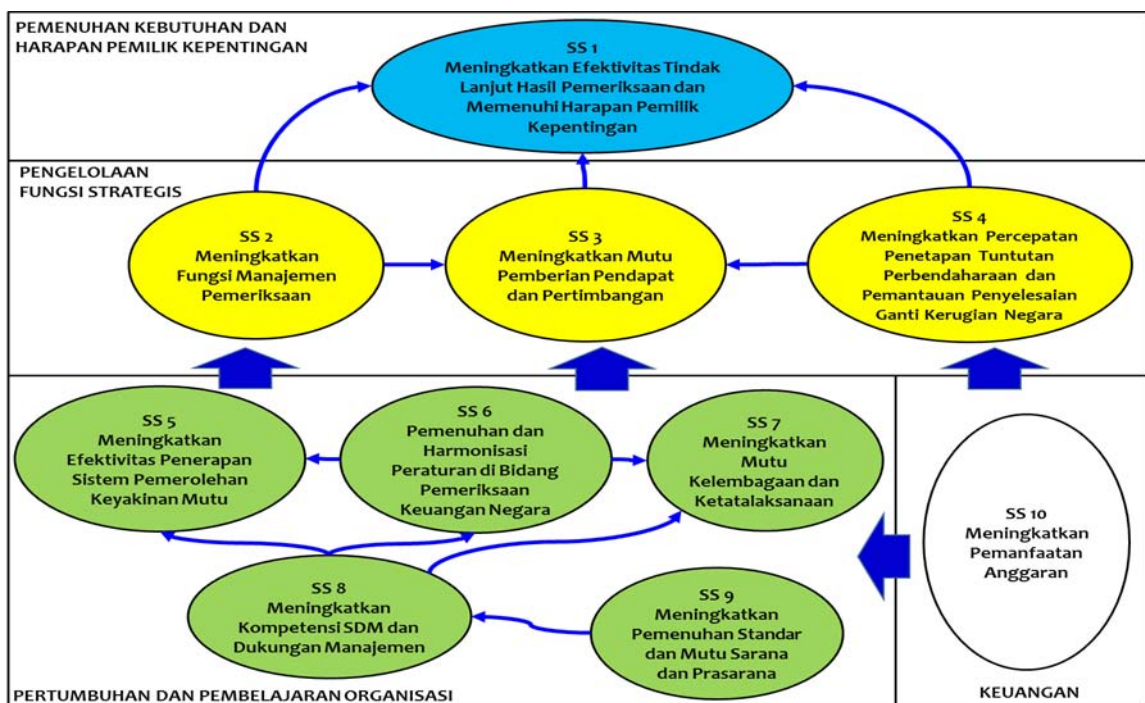 PEMENUHAN KEBUTUHAN DAN
HARAPAN PEMILIK KEPENTINGAN
SS 1
Meningkatkan Efektivitas Tindak
Lanjut Hasil Pemeriksaan dan
Memenuhi Harapan Pemilik
Kepentingan
PENGELOLAAN
FUNGSI STRATEGIS
SS 2
Meningkatkan
Fungsi Manajemen
Pemeriksaan
SS 3
Meningkatkan Mutu
Pemberian Pendapat
dan Pertimbangan
SS 4
Meningkatkan Percepatan
Penetapan Tuntutan
Perbendaharaan dan
Pemantauan Penyelesaian
Ganti Kerugian Negara
SS 5
Meningkatkan
Efektivitas Penerapan
Sistem Pemerolehan
Keyakinan Mutu
SS 6
Pemenuhan dan
Harmonisasi
Peraturan di Bidang
Pemeriksaan
Keuangan Negara
SS 7
Meningkatkan
Mutu
Kelembagaan dan
Ketatalaksanaan
SS 8
Meningkatkan
Kompetensi SDM dan
Dukungan Manajemen
SS 9
Meningkatkan
Pemenuhan Standar
dan Mutu Sarana
dan Prasarana
SS 10
Meningkatkan
Pemanfaatan
Anggaran
PERTUMBUHAN DAN PEMBELAJARAN ORGANISASI
KEUANGAN